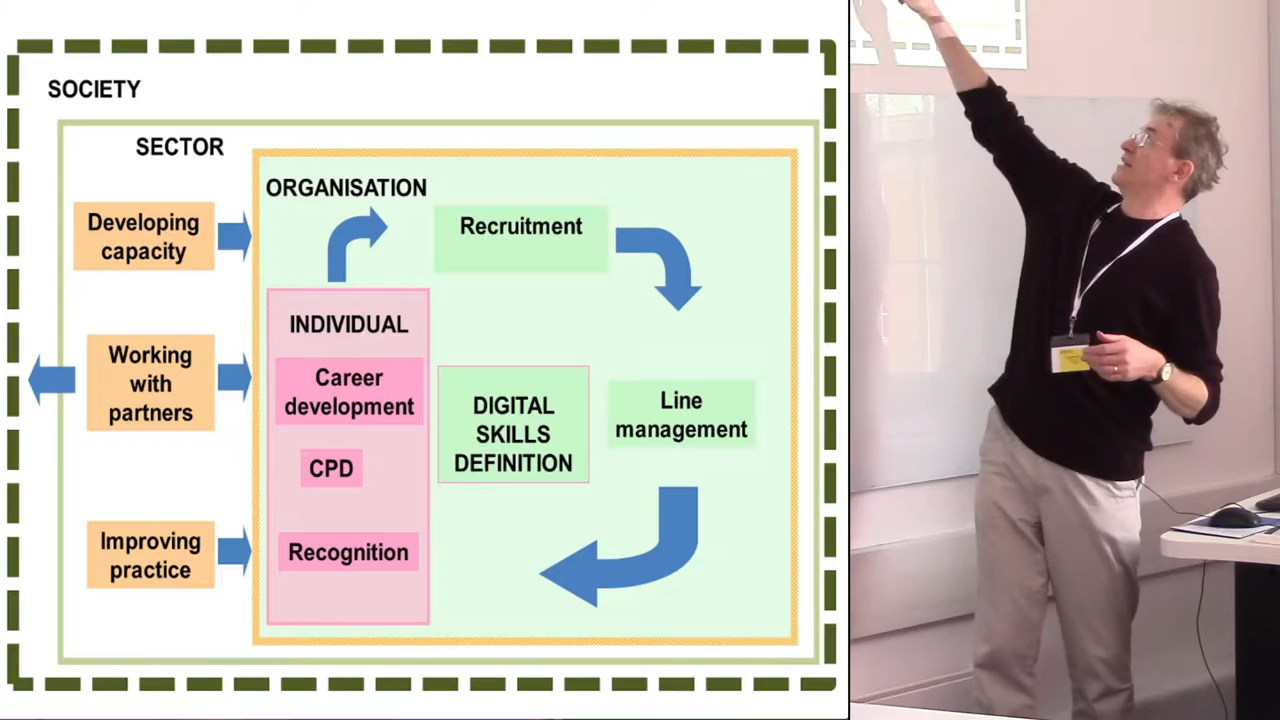 SOCIETY
SECTOR
ORGANISATION
Developing
capacity
Recruitment
INDIVIDUAL
Working
with
partners
Career
development
DIGITAL
SKILLS
DEFINITION
Line
management
CPD
Improving
practice
Recognition